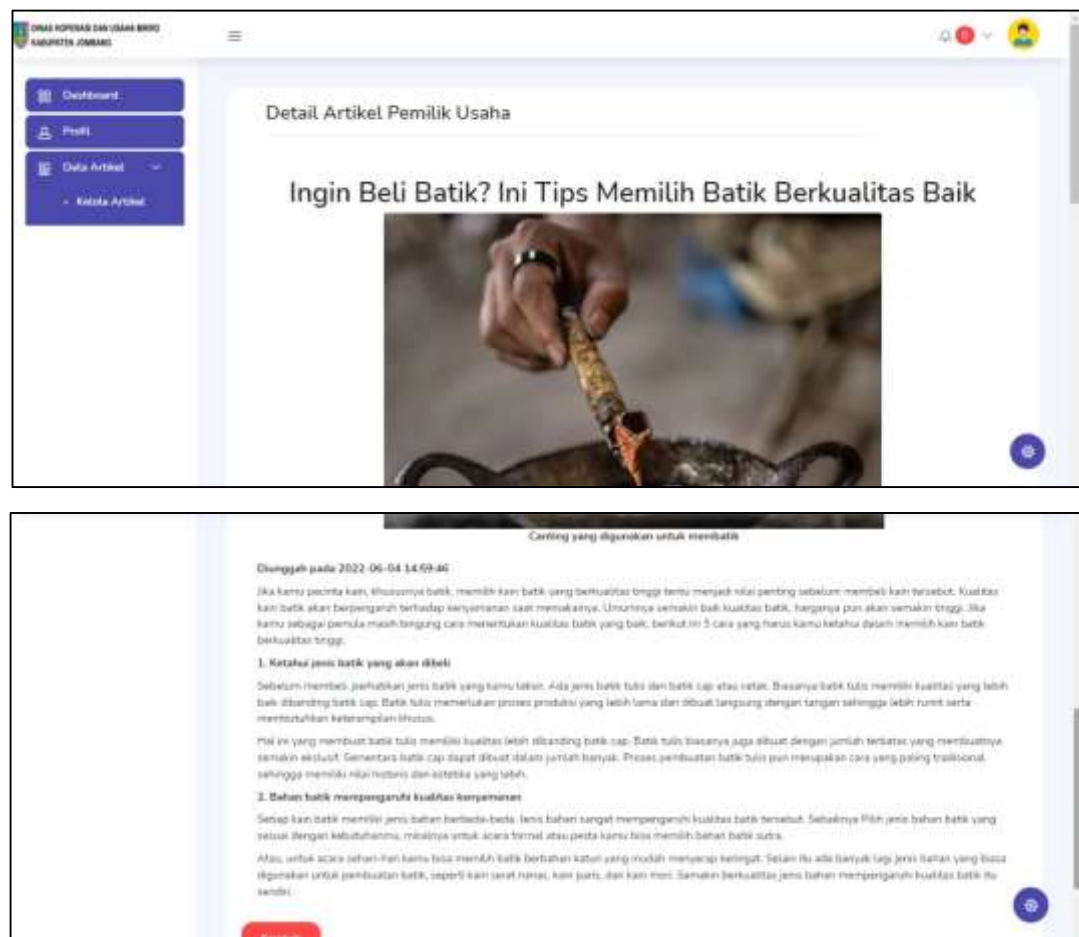 DINAS KOPERASI DAN USAHA MIKRO
KABUPATEN JOMBANG
0
Dashboard
Profil
Data Artikel
Kelola Artikel
Detail Artikel Pemilik Usaha
Ingin Beli Batik? Ini Tips Memilih Batik Berkualitas Baik
Canting yang digunakan untuk membatik
Diunggah pada 2022-06-04 14:59:46
Jika kamu pecinta kain, khususnya batik, memilih kain batik yang berkualitas tinggi tentu menjadi nilai penting sebelum membeli kain tersebut. Kualitas
kain batik akan berpengaruh terhadap kenyamanan saat memakainya. Umumnya semakin baik kualitas batik, harganya pun akan semakin tinggi. Jika
kamu sebagai pemula masih bingung cara menentukan kualitas batik yang baik, berikut ini 5 cara yang harus kamu ketahui dalam memilih kain batik
berkualitas tinggi.
1. Ketahui jenis batik yang akan dibeli
Sebelum membeli, perhatikan jenis batik yang kamu Ada jenis batik tulis dan batik cap atau cetak. Biasanya batik tulis memiliki kualitas yang lebih
baik dibanding batik cap. Batik tulis memerlukan proses produksi yang lebih lama dan dibuat langsung dengan tangan sehingga lebih rumit serta
membutuhkan keterampilan khusus.
Hal ini yang membuat batik tulis memiliki kualitas lebih dibanding batik cap. Batik tulis biasanya juga dibuat dengan jumlah terbatas yang membuatnya
semakin ekslusif. Sementara batik cap dapat dibuat dalam jumlah banyak. Proses pembuatan batik tulis pun merupakan cara yang paling tradisional
sehingga memiliki nilai historis dan estetika yang lebih.
2. Bahan batik mempengaruhi kualitas kenyamanan
Setiap kain batik memiliki jenis bahan berbeda-beda. Jenis bahan sangat mempengaruhi kualitas batik tersebut. Sebaiknya Pilih jenis bahan batik yang
sesuai dengan kebutuhanmu, misalnya untuk acara formal atau pesta kamu bisa memilih bahan batik sutra.
Atau, untuk acara sehari-hari kamu bisa memilih batik berbahan katun yang mudah menyerap keringat. Selain itu ada banyak lagi jenis bahan yang biasa
digunakan untuk pembuatan batik, seperti kain serat nanas, kain paris, dan kain mori. Semakin berkualitas jenis bahan mempengaruhi kualitas batik itu
sendiri.